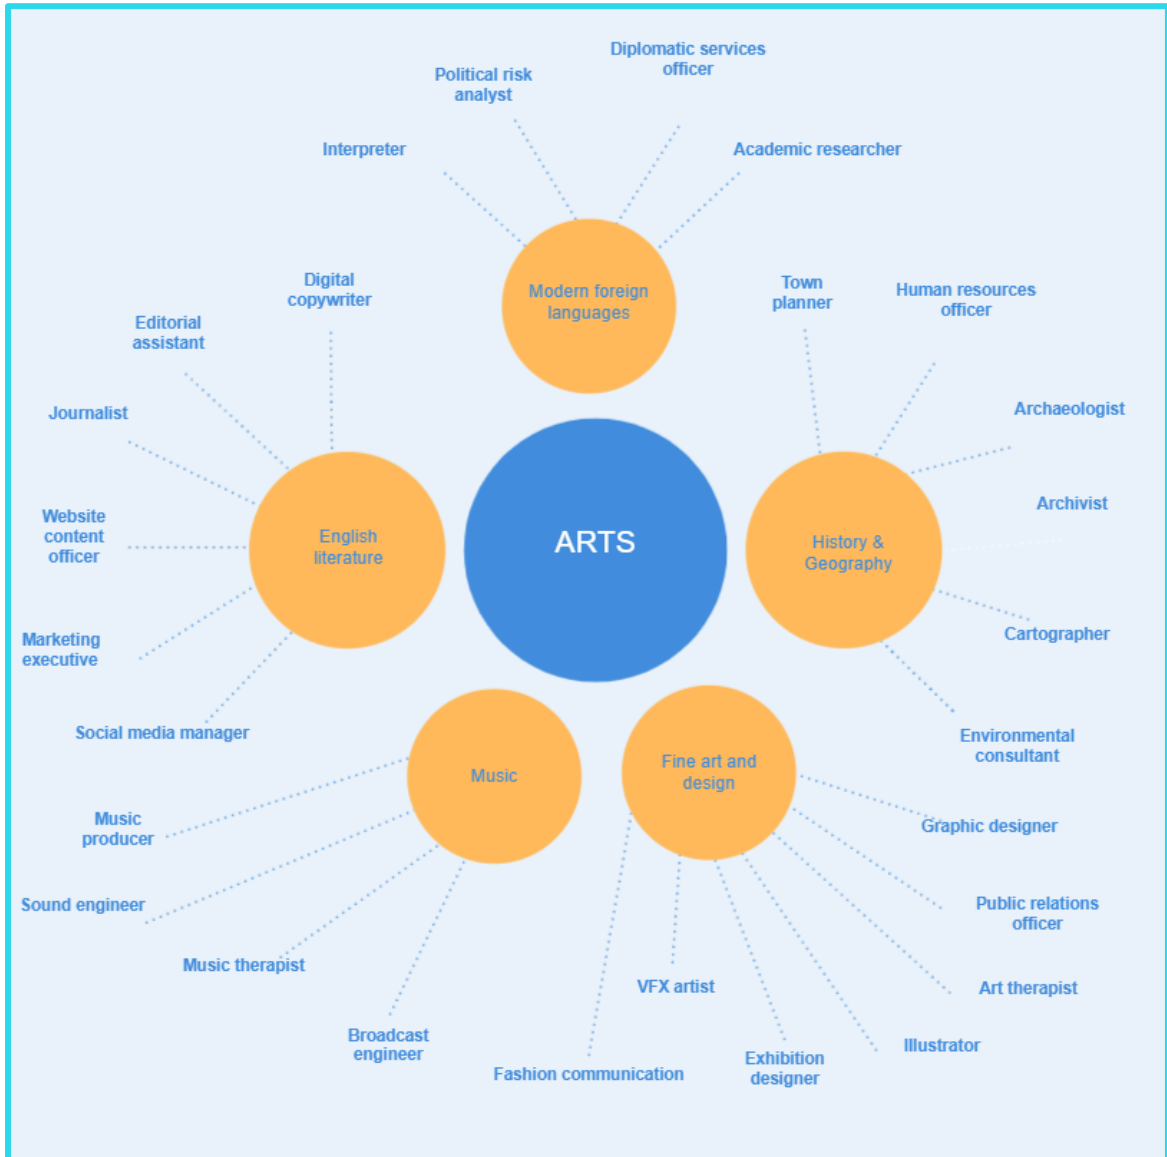 Diplomatic services
officer
Political risk
analyst
Interpreter
Academic researcher
Modern foreign
languages
Digital
copywriter
Editorial
assistant
Journalist
Website
content
officer
Marketing
executive
Social media manager
English
literature
ARTS
Town
planner
Human resources
officer
Archaeologist
Archivist
History &
Geography
Cartographer
Environmental
consultant
Music
Music
producer
Sound engineer
Music therapist
Broadcast
engineer
Fine art and
design
Graphic designer
Public relations
officer
Art therapist
Illustrator
Exhibition
designer
VFX artist
Fashion communication